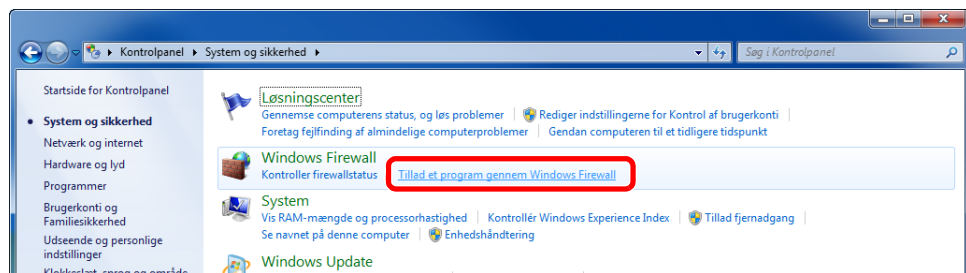 Kontrolpanel ▸ System og sikkerhed ▸
Søg i Kontrolpanel
Startside for Kontrolpanel
System og sikkerhed
Netværk og internet
Hardware og lyd
Programmer
Brugerkonti og
Familiesikkerhed
Udseende og personlige
indstillinger
Klokkeslæt, sprog og område
Løsningscenter
Gennemse computerens status, og løs problemer
Rediger indstillingerne for Kontrol af brugerkonti
Foretag fejlfinding af almindelige computerproblemer
Gendan computeren til et tidligere tidspunkt
Windows Firewall
Kontroller firewallstatus
Tillad et program gennem Windows Firewall
System
Vis RAM-mængde og processorhastighed
Kontrollér Windows Experience Index
Tillad fjernadgang
Se navnet på denne computer
Enhedshåndtering
Windows Update